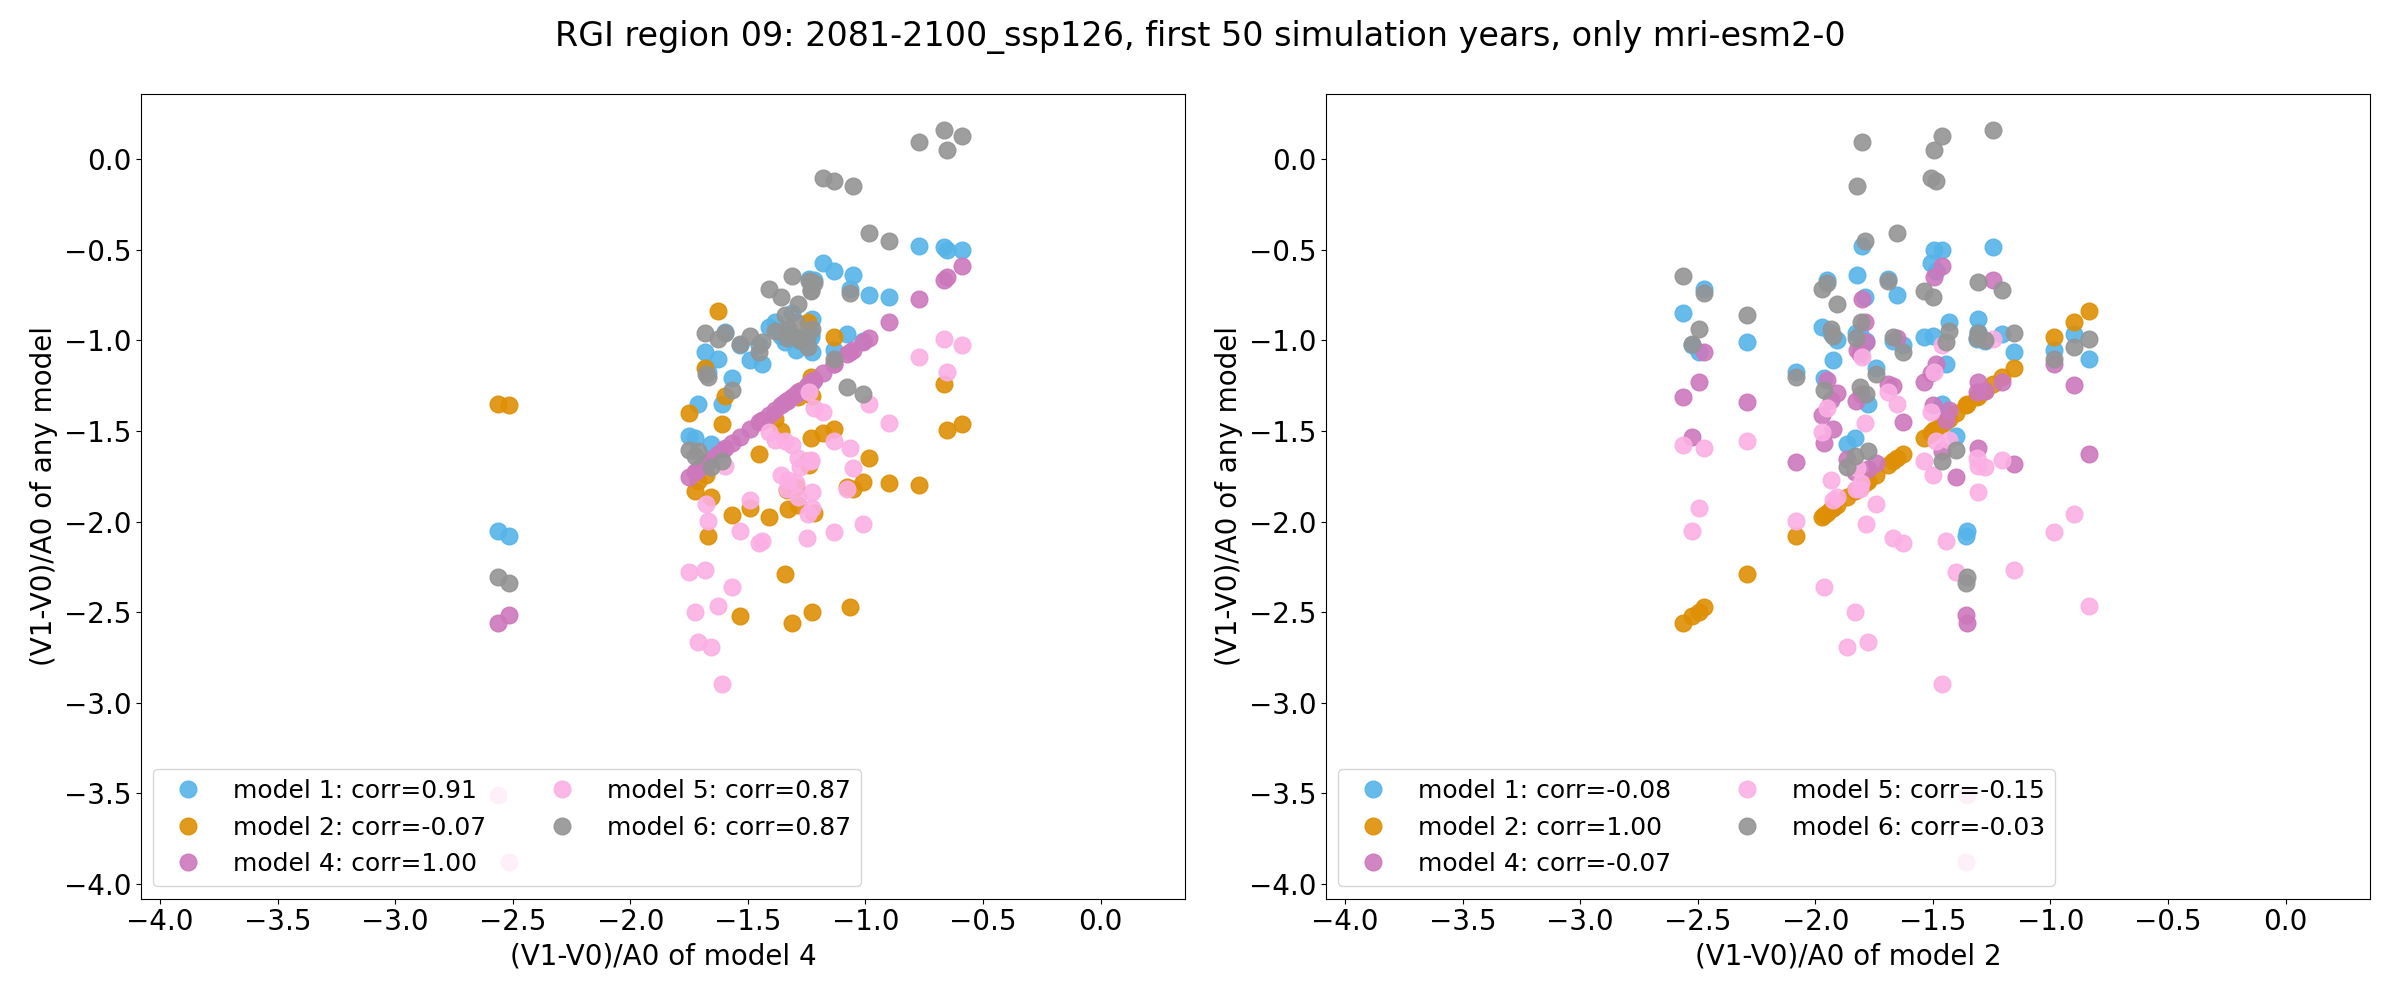 RGI region 09: 2081-2100_ssp126, first 50 simulation years, only mri-esm2-0
(V1-V0)/A0 of any model
0.0
−0.5
−1.0
−1.5
−2.0
−2.5
−3.0
−3.5
−4.0
model 1: corr=0.91
model 2: corr=-0.07
model 4: corr=1.00
model 5: corr=0.87
model 6: corr=0.87
−4.0 −3.5 −3.0 −2.5 −2.0 −1.5 −1.0 −0.5 0.0
(V1-V0)/A0 of model 4
(V1-V0)/A0 of any model
0.0
−0.5
−1.0
−1.5
−2.0
−2.5
−3.0
−3.5
−4.0
model 1: corr=-0.08
model 2: corr=1.00
model 4: corr=-0.07
model 5: corr=-0.15
model 6: corr=-0.03
−4.0 −3.5 −3.0 −2.5 −2.0 −1.5 −1.0 −0.5 0.0
(V1-V0)/A0 of model 2